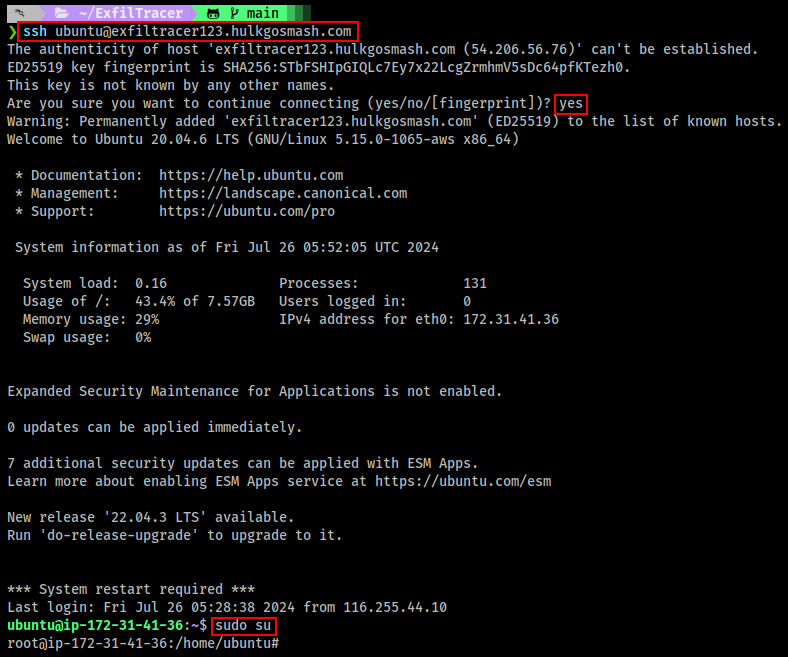 ~/ExfilTracer main
❯ ssh ubuntu@exfiltracer123.hulkgosmash.com
The authenticity of host 'exfiltracer123.hulkgosmash.com (54.206.56.76)' can't be established.
ED25519 key fingerprint is SHA256:STbFSHIpGIQLc7Ey7x22LcgZrmhmV5sDc64pfKTezh0.
This key is not known by any other names.
Are you sure you want to continue connecting (yes/no/[fingerprint])? yes
Warning: Permanently added 'exfiltracer123.hulkgosmash.com' (ED25519) to the list of known hosts.
Welcome to Ubuntu 20.04.6 LTS (GNU/Linux 5.15.0-1065-aws x86_64)

 * Documentation:  https://help.ubuntu.com
 * Management:     https://landscape.canonical.com
 * Support:        https://ubuntu.com/pro

 System information as of Fri Jul 26 05:52:05 UTC 2024

  System load:  0.16              Processes:             131
  Usage of /:   43.4% of 7.57GB   Users logged in:       0
  Memory usage: 29%               IPv4 address for eth0: 172.31.41.36
  Swap usage:   0%

Expanded Security Maintenance for Applications is not enabled.

0 updates can be applied immediately.

7 additional security updates can be applied with ESM Apps.
Learn more about enabling ESM Apps service at https://ubuntu.com/esm

New release '22.04.3 LTS' available.
Run 'do-release-upgrade' to upgrade to it.

*** System restart required ***
Last login: Fri Jul 26 05:28:38 2024 from 116.255.44.10
ubuntu@ip-172-31-41-36:~$ sudo su
root@ip-172-31-41-36:/home/ubuntu#